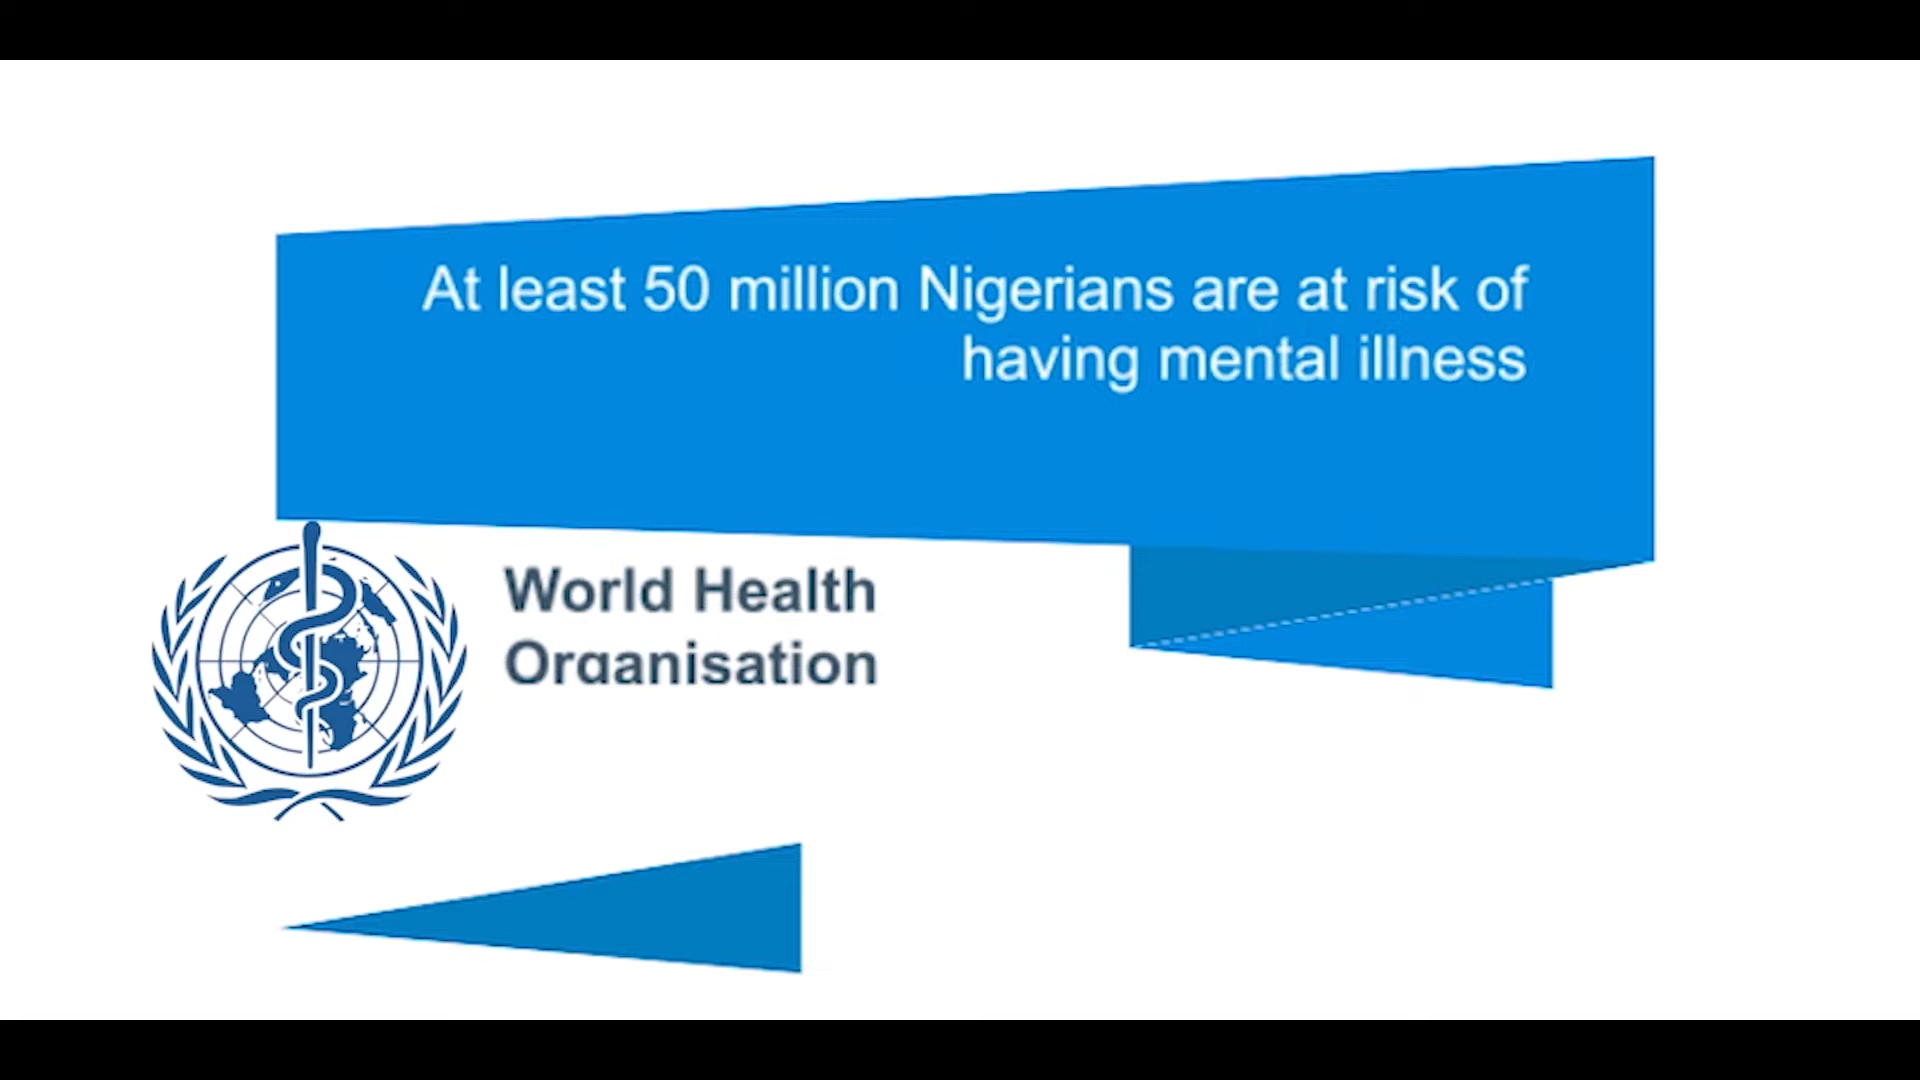 At least 50 million Nigerians are at risk of
having mental illness
World Health
Organisation